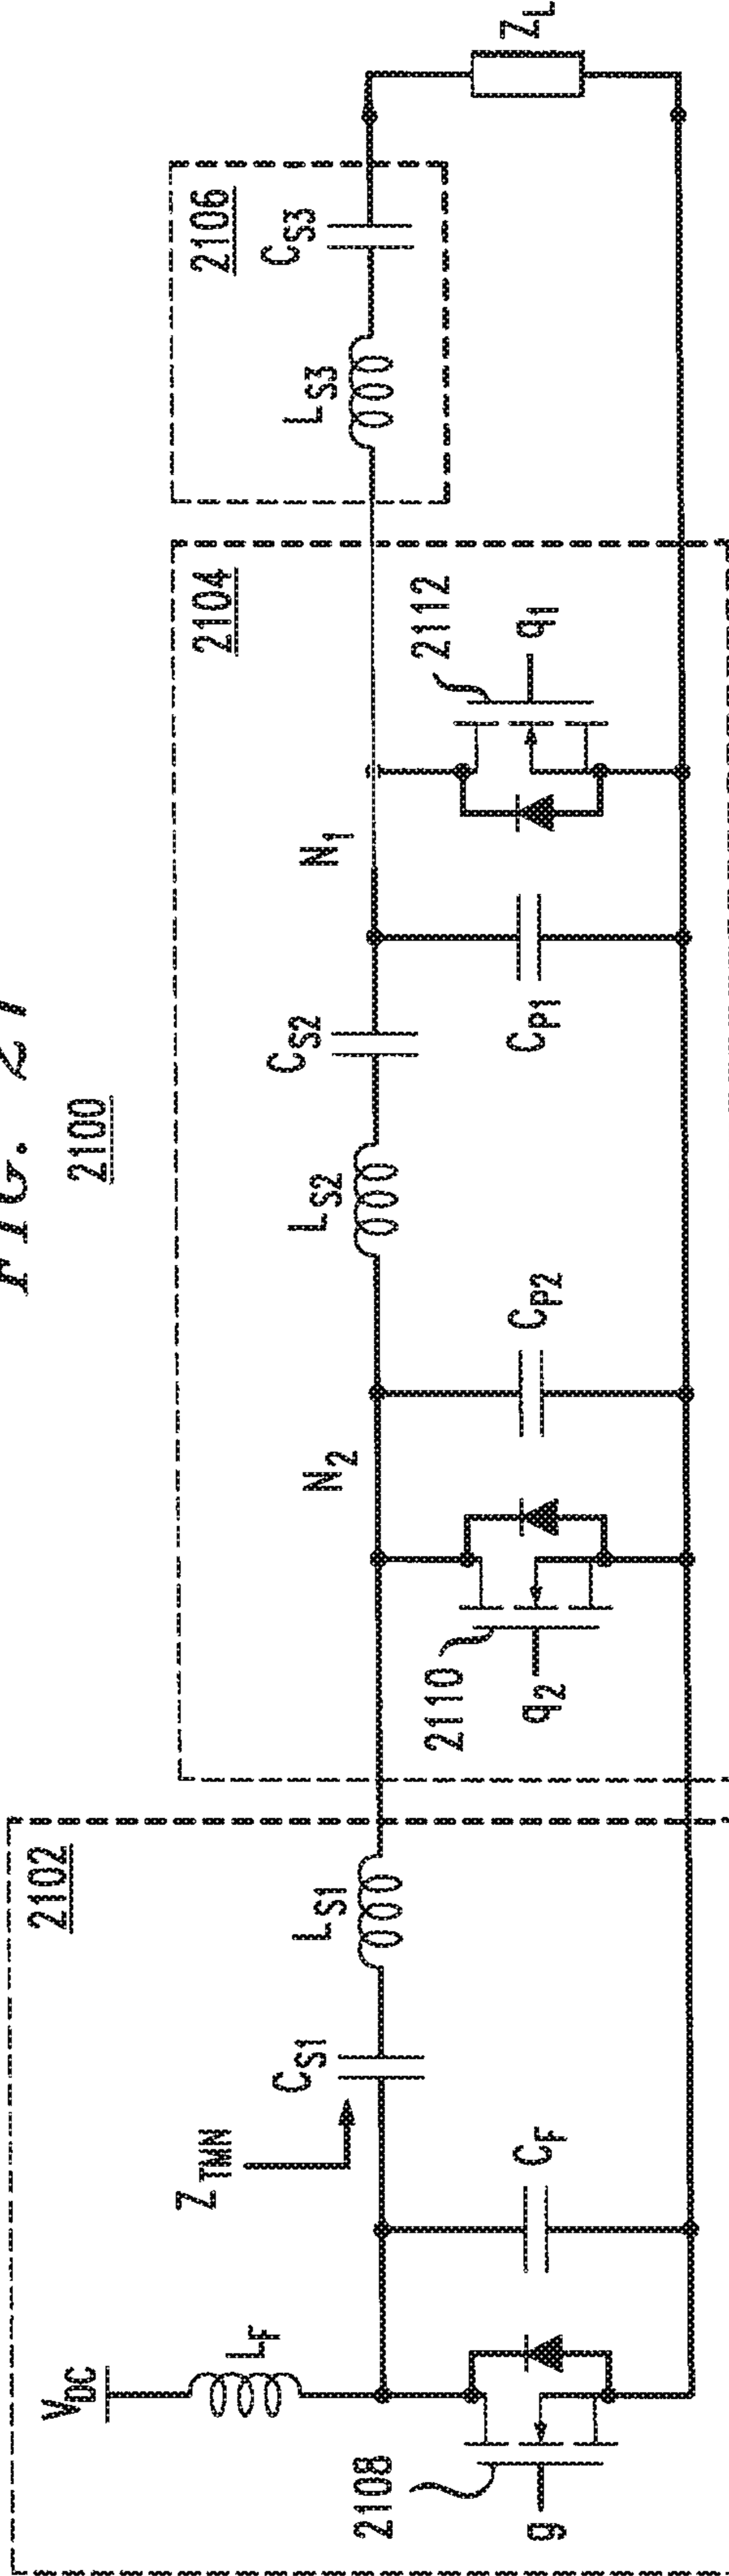 FIG. 21
2100
2102
V_DC
L_F
2108
g
Z_TMN
C_S1
L_S1
C_F
2104
N_2
2110
q_2
C_P2
L_S2
C_S2
C_P1
N_1
2112
q_1
2106
L_S3
C_S3
Z_L